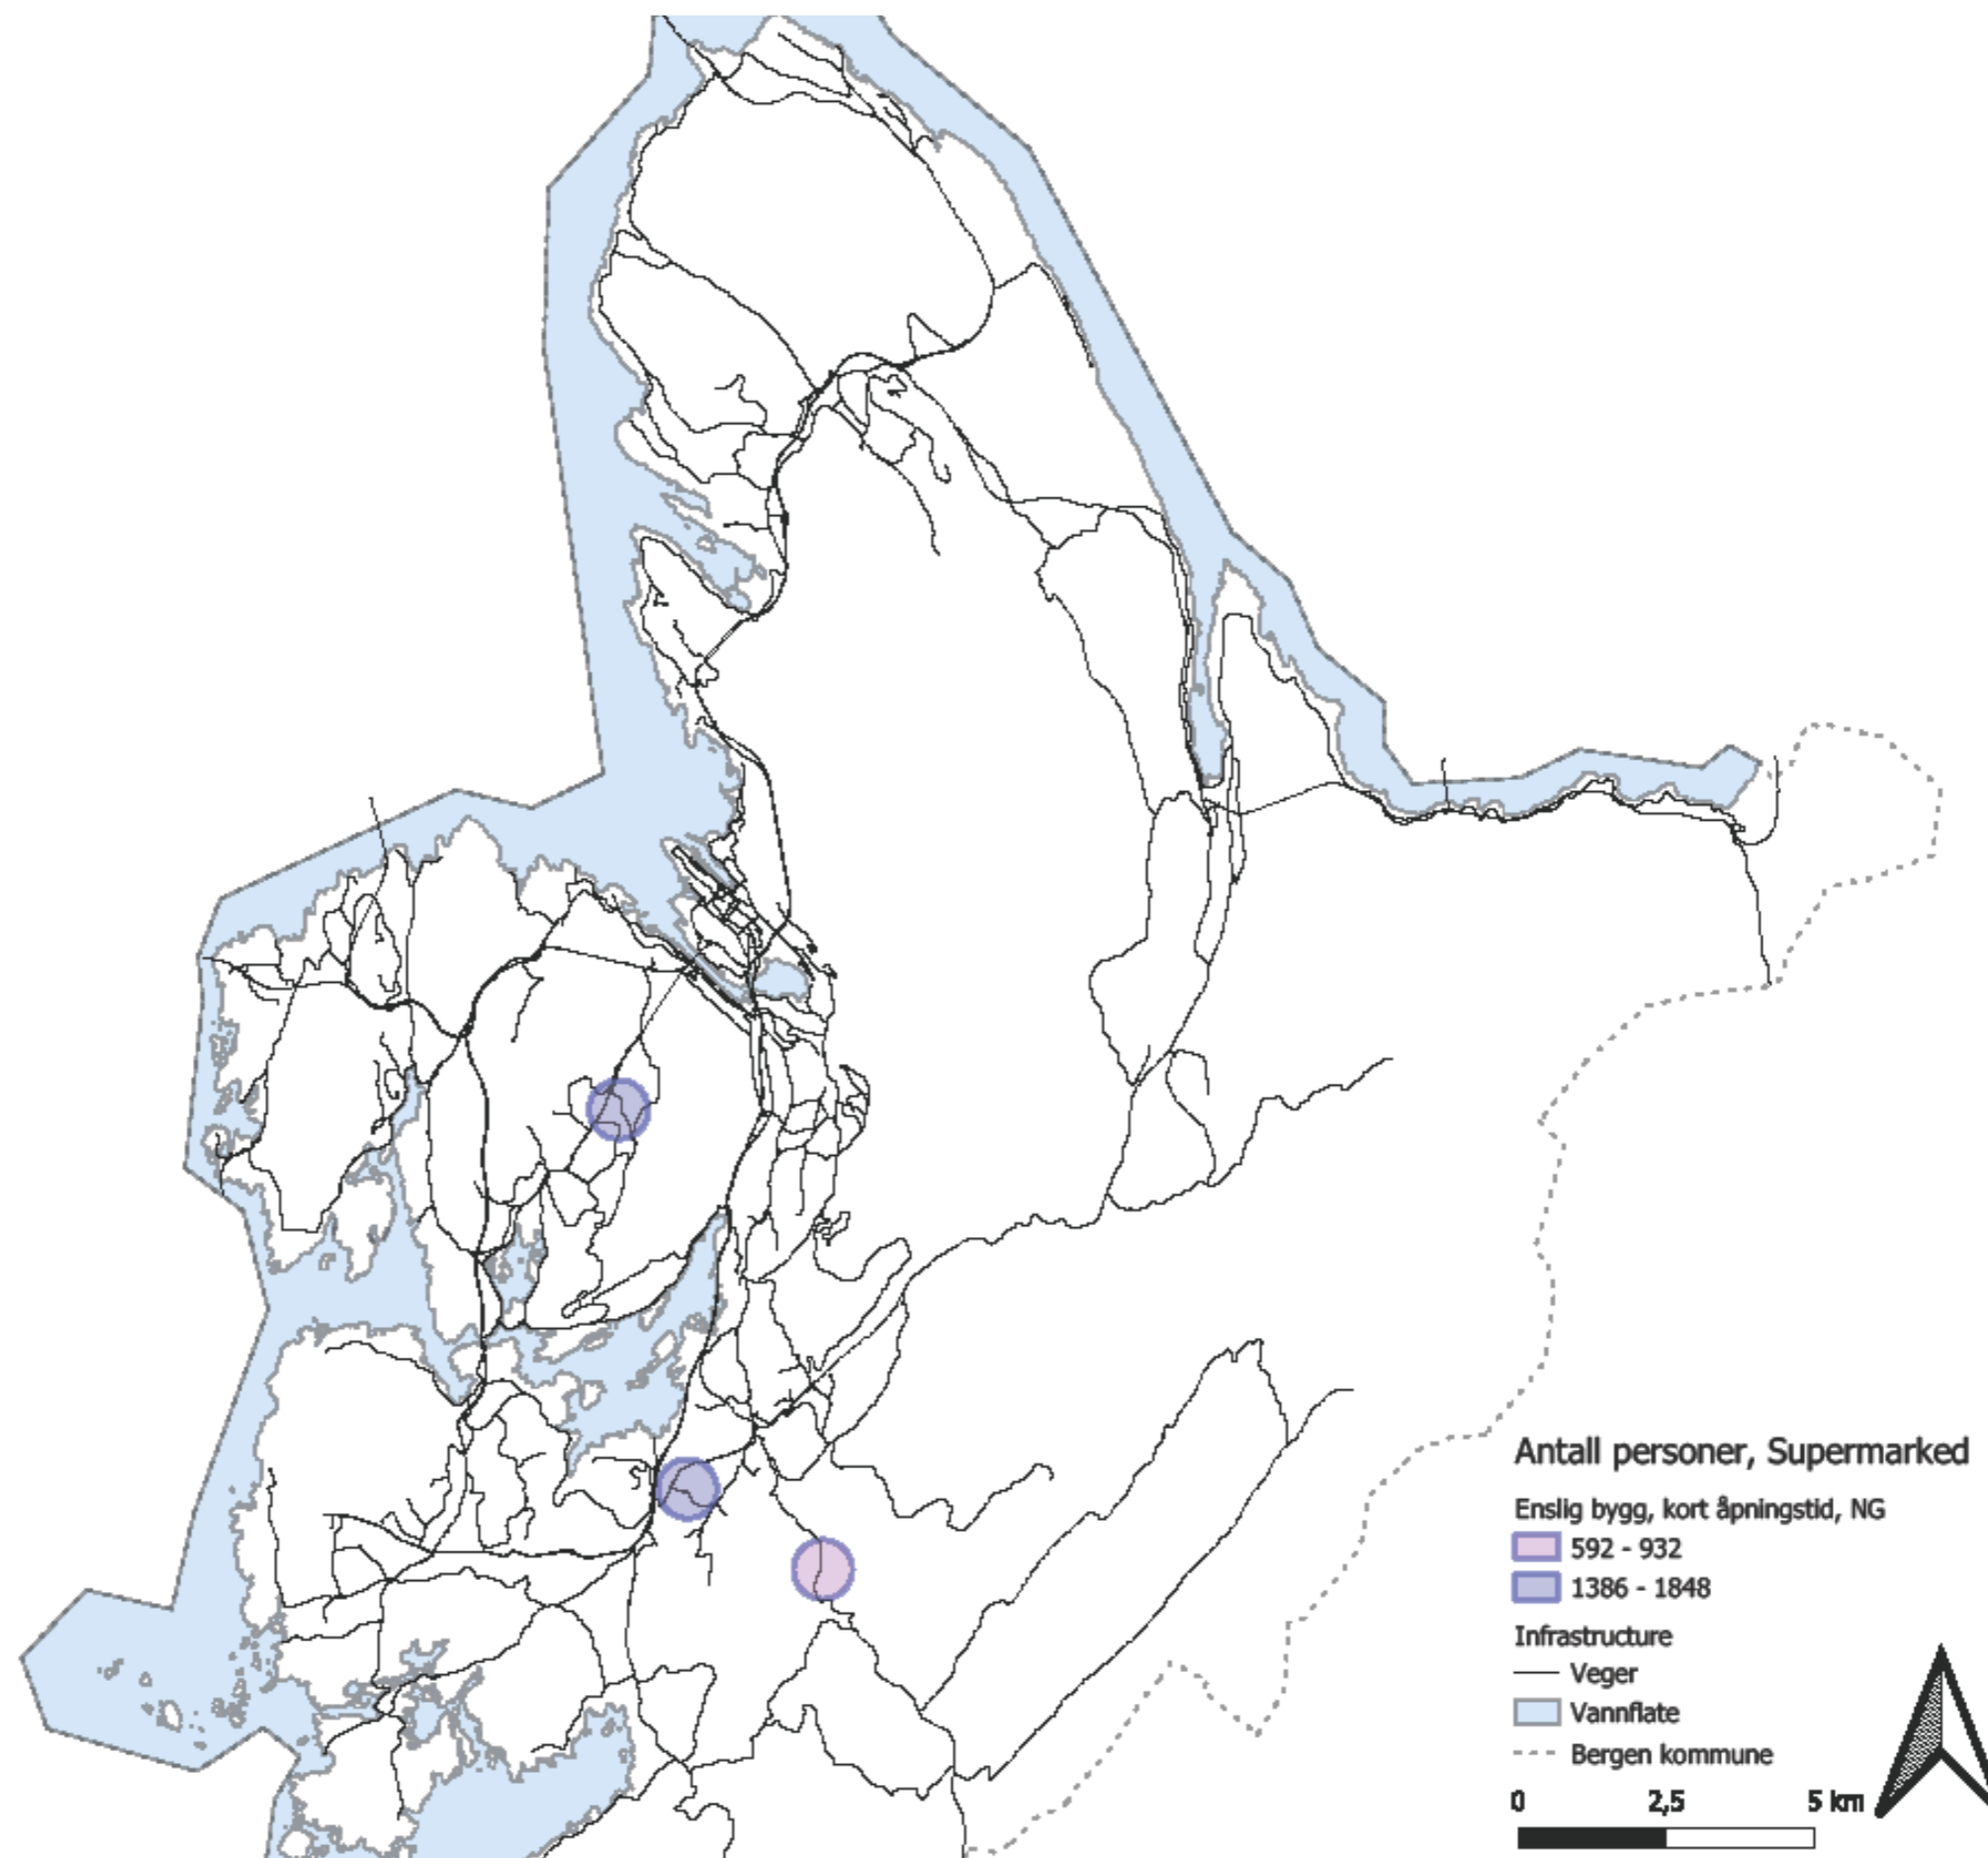 Antall personer, Supermarked
Enslig bygg, kort åpningstid, NG
592 - 932
1386 - 1848
Infrastructure
Veger
Vannflate
Bergen kommune
0 2,5 5 km